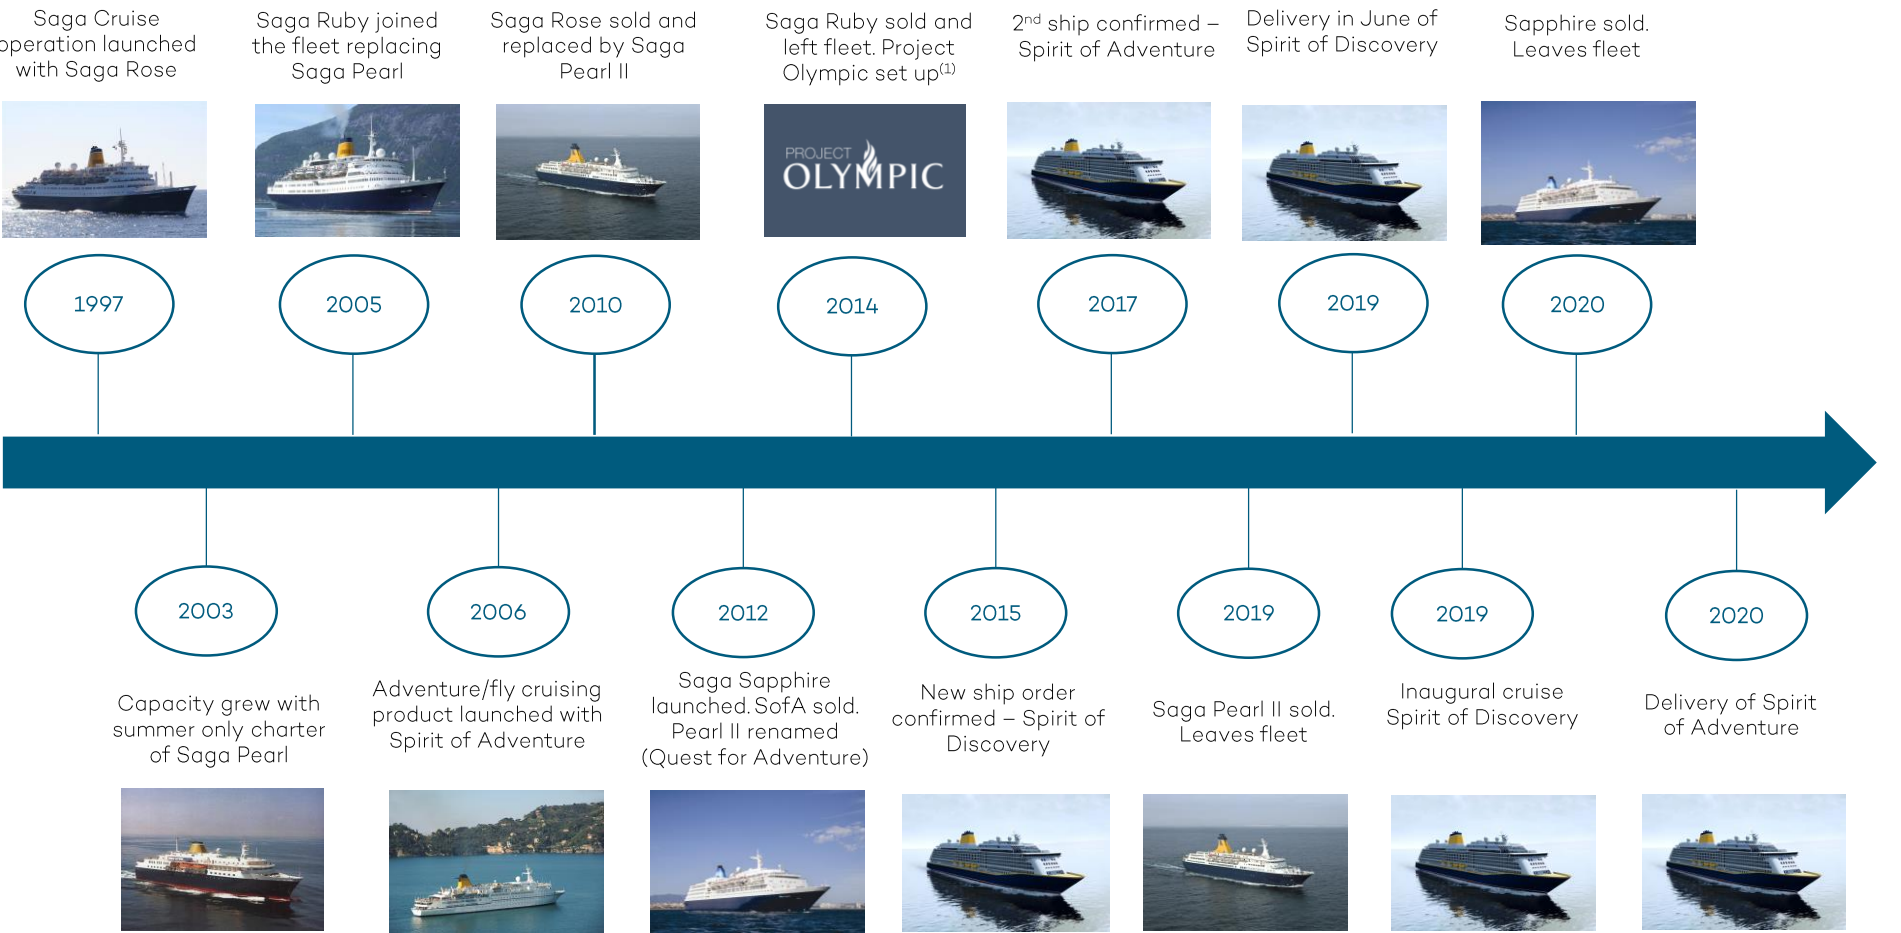 Saga Cruise
operation launched
with Saga Rose
Saga Ruby joined
the fleet replacing
Saga Pearl
Saga Rose sold and
replaced by Saga
Pearl II
Saga Ruby sold and
left fleet. Project
Olympic set up(1)
2nd ship confirmed –
Spirit of Adventure
Delivery in June of
Spirit of Discovery
Sapphire sold.
Leaves fleet
PROJECT
OLYMPIC
1997
2005
2010
2014
2017
2019
2020
2003
2006
2012
2015
2019
2019
2020
Capacity grew with
summer only charter
of Saga Pearl
Adventure/fly cruising
product launched with
Spirit of Adventure
Saga Sapphire
launched. SofA sold.
Pearl II renamed
(Quest for Adventure)
New ship order
confirmed – Spirit of
Discovery
Saga Pearl II sold.
Leaves fleet
Inaugural cruise
Spirit of Discovery
Delivery of Spirit
of Adventure